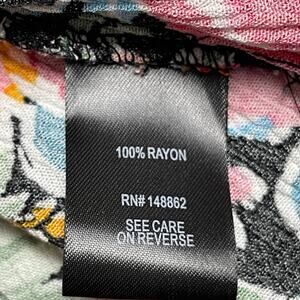 100% RAYON
RN# 148862
SEE CARE
ON REVERSE